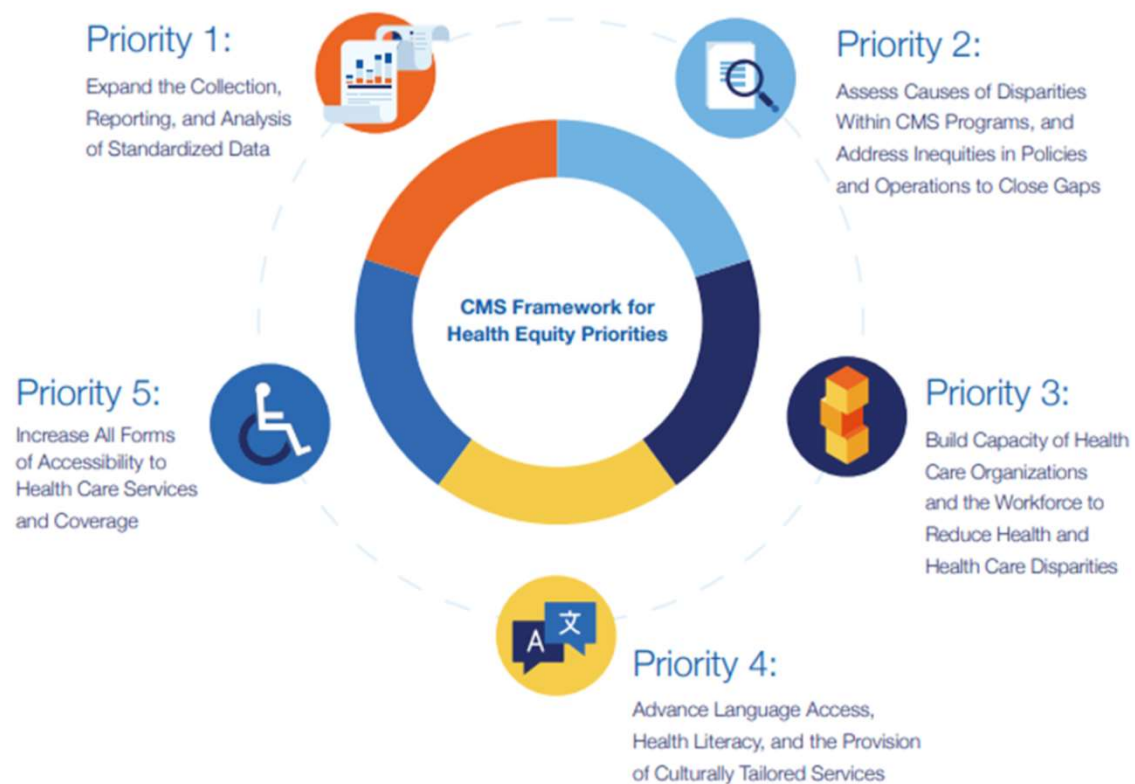 Priority 1:
Expand the Collection,
Reporting, and Analysis
of Standardized Data
Priority 2:
Assess Causes of Disparities
Within CMS Programs, and
Address Inequities in Policies
and Operations to Close Gaps
CMS Framework for
Health Equity Priorities
Priority 3:
Build Capacity of Health
Care Organizations
and the Workforce to
Reduce Health and
Health Care Disparities
Priority 5:
Increase All Forms
of Accessibility to
Health Care Services
and Coverage
A 文
Priority 4:
Advance Language Access,
Health Literacy, and the Provision
of Culturally Tailored Services